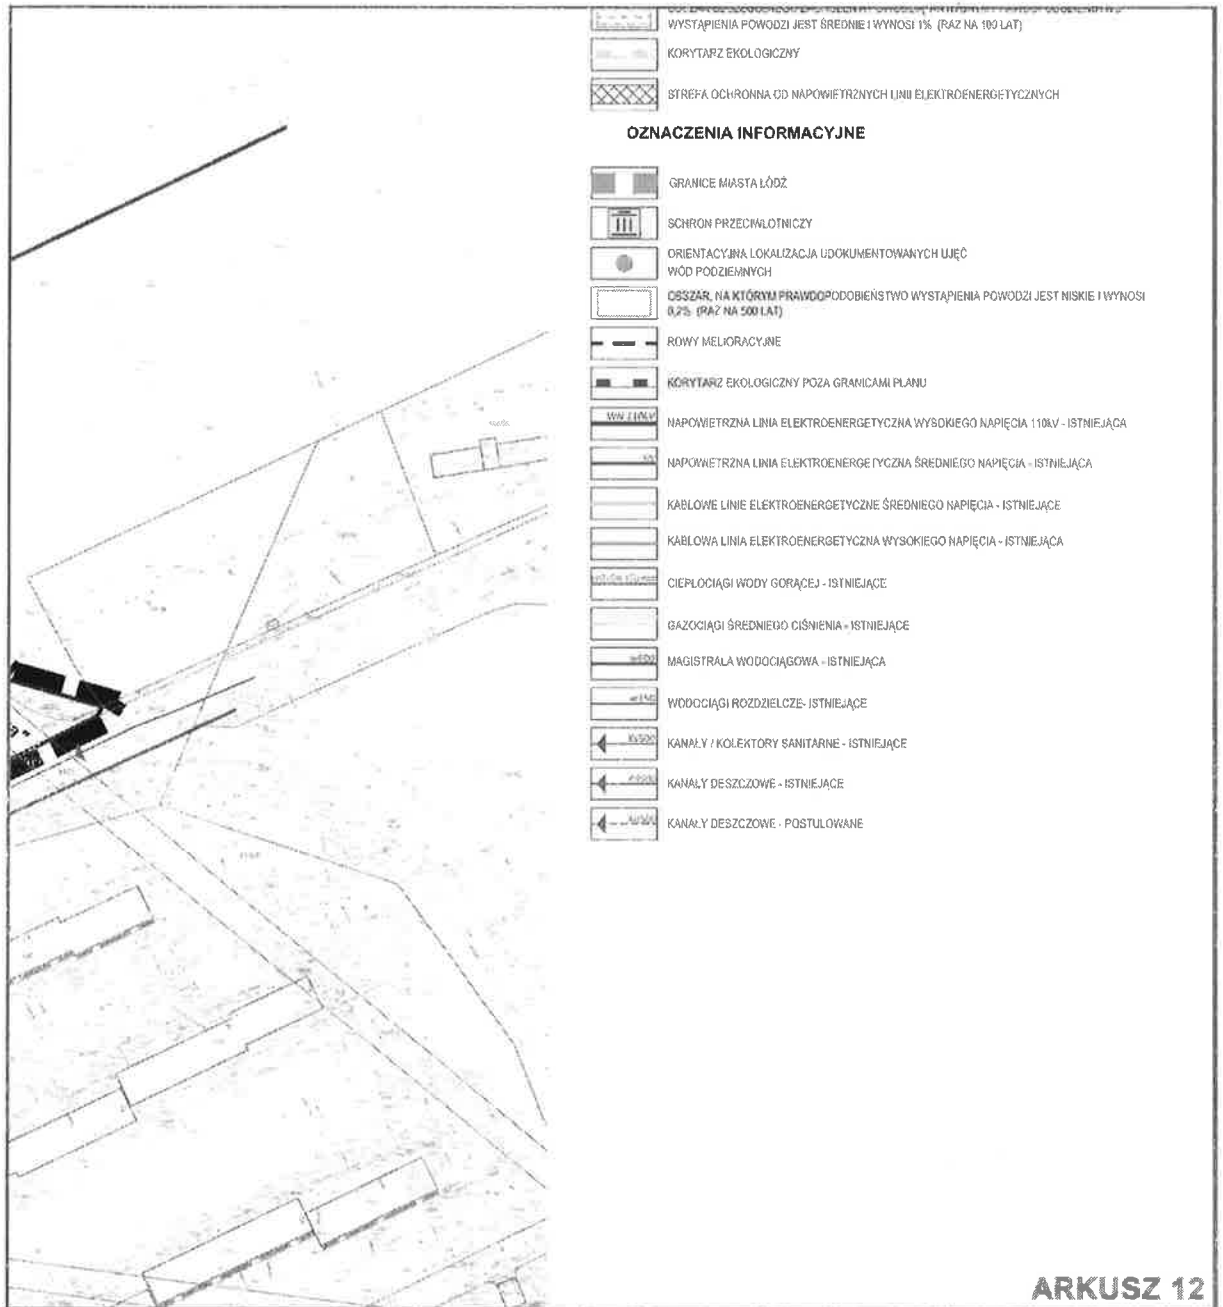 WYSTĄPIENIA POWODZI JEST ŚREDNIE I WYNOSI 1% (RAZ NA 100 LAT)
KORYTARZ EKOLOGICZNY
STREFA OCHRONNA OD NAPOWIETRZNYCH LINII ELEKTROENERGETYCZNYCH
OZNACZENIA INFORMACYJNE
GRANICE MIASTA ŁÓDŹ
SCHRON PRZECIWLOTNICZY
ORIENTACYJNA LOKALIZACJA UDOKUMENTOWANYCH UJĘĆ
WÓD PODZIEMNYCH
OBSZAR, NA KTÓRYM PRAWDOPODOBIEŃSTWO WYSTĄPIENIA POWODZI JEST NISKIE I WYNOSI
0,2% (RAZ NA 500 LAT)
ROWY MELIORACYJNE
KORYTARZ EKOLOGICZNY POZA GRANICAMI PLANU
WN 110kV NAPOWIETRZNA LINIA ELEKTROENERGETYCZNA WYSOKIEGO NAPIĘCIA 110kV - ISTNIEJĄCA
NAPOWIETRZNA LINIA ELEKTROENERGETYCZNA ŚREDNIEGO NAPIĘCIA - ISTNIEJĄCA
KABLOWE LINIE ELEKTROENERGETYCZNE ŚREDNIEGO NAPIĘCIA - ISTNIEJĄCE
KABLOWA LINIA ELEKTROENERGETYCZNA WYSOKIEGO NAPIĘCIA - ISTNIEJĄCA
CIEPŁOCIĄGI WODY GORĄCEJ - ISTNIEJĄCE
GAZOCIĄGI ŚREDNIEGO CIŚNIENIA - ISTNIEJĄCE
MAGISTRALA WODOCIĄGOWA - ISTNIEJĄCA
WODOCIĄGI ROZDZIELCZE- ISTNIEJĄCE
KANAŁY / KOLEKTORY SANITARNE - ISTNIEJĄCE
KANAŁY DESZCZOWE - ISTNIEJĄCE
KANAŁY DESZCZOWE - POSTULOWANE
ARKUSZ 12